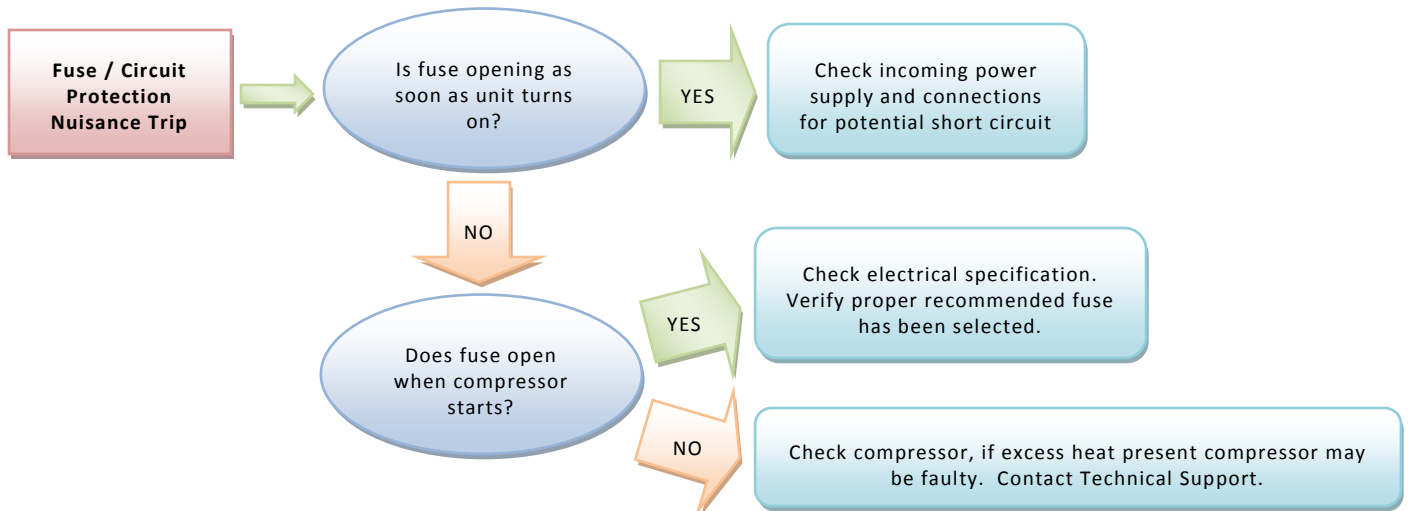 Fuse / Circuit
Protection
Nuisance Trip
Is fuse opening as
soon as unit turns
on?
YES
Check incoming power
supply and connections
for potential short circuit
NO
Does fuse open
when compressor
starts?
YES
Check electrical specification.
Verify proper recommended fuse
has been selected.
NO
Check compressor, if excess heat present compressor may
be faulty.  Contact Technical Support.